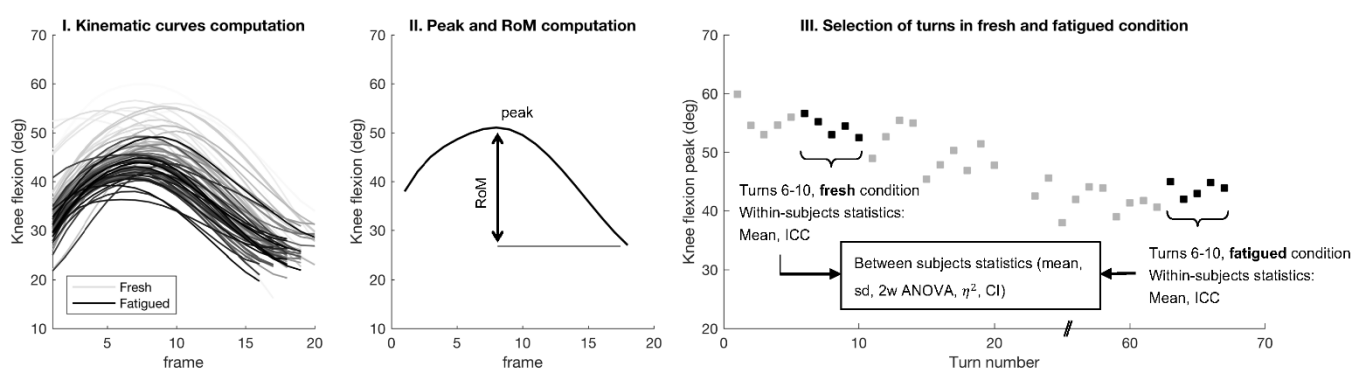 I. Kinematic curves computation
Knee flexion (deg)
70
60
50
40
30
20
10
Fresh
Fatigued
10
20
frame
II. Peak and RoM computation
Knee flexion (deg)
70
60
50
40
30
20
10
peak
RoM
0
10
20
frame
III. Selection of turns in fresh and fatigued condition
Knee flexion peak (deg)
70
60
50
40
30
20
Turns 6-10, fresh condition
Within-subjects statistics:
Mean, ICC
Between subjects statistics (mean,
sd, 2w ANOVA, η², CI)
Turns 6-10, fatigued condition
Within-subjects statistics:
Mean, ICC
0
10
20
60
70
Turn number